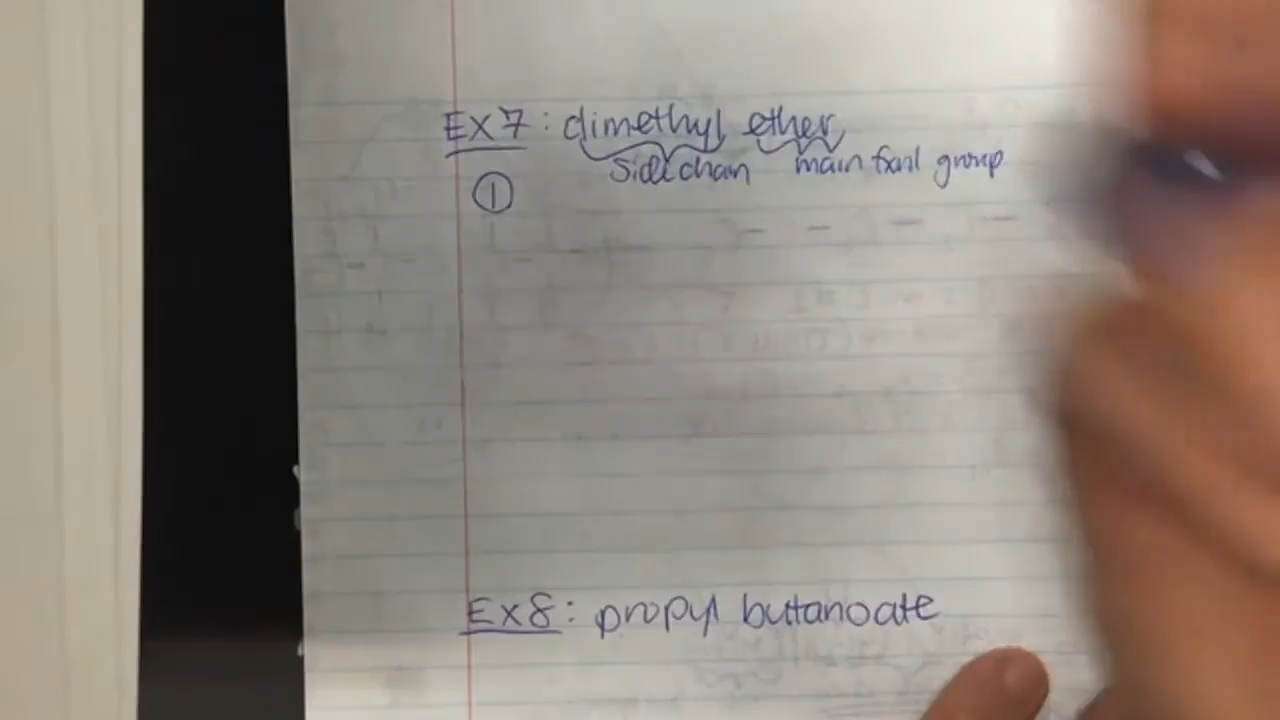 EX7: dimethyl ether
side chain main fxnl group
①
Ex8: propyl butanoate